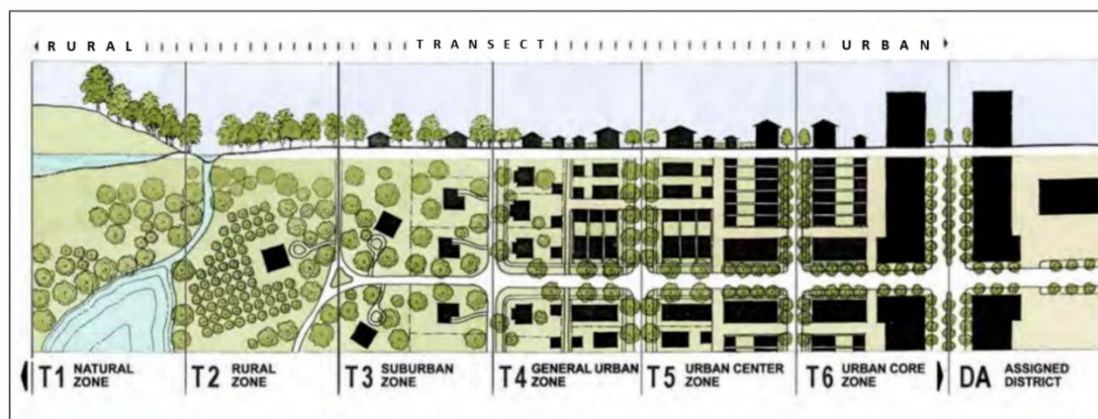 RURAL TRANSECT URBAN
T1 NATURAL ZONE
T2 RURAL ZONE
T3 SUBURBAN ZONE
T4 GENERAL URBAN ZONE
T5 URBAN CENTER ZONE
T6 URBAN CORE ZONE
DA ASSIGNED DISTRICT